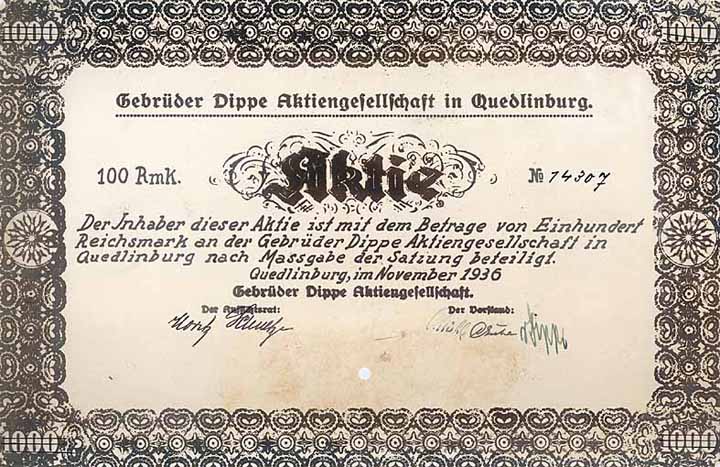 1000 1000
Gebrüder Dippe Aktiengesellschaft in Quedlinburg.
100 Rmk. Aktie № 14307
Der Inhaber dieser Aktie ist mit dem Betrage von Einhundert
Reichsmark an der Gebrüder Dippe Aktiengesellschaft in
Quedlinburg nach Massgabe der Satzung beteiligt.
Quedlinburg, im November 1936
Gebrüder Dippe Aktiengesellschaft.
Der Aufsichtsrat: Der Vorstand:
Dippe
1000 1000